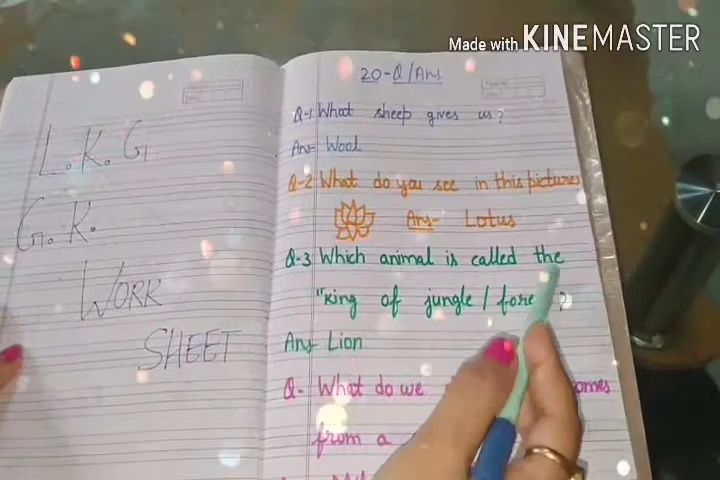 Made with KINEMASTER
L.K.G
G.K.
WORK
SHEET
20-Q/Ans
Q-1 What sheep gives us?
Ans- Wool
Q-2 What do you see in this pictures
Ans- Lotus
Q-3 Which animal is called the
"king of jungle / fore ?
Ans- Lion
Q- What do we omes
from a